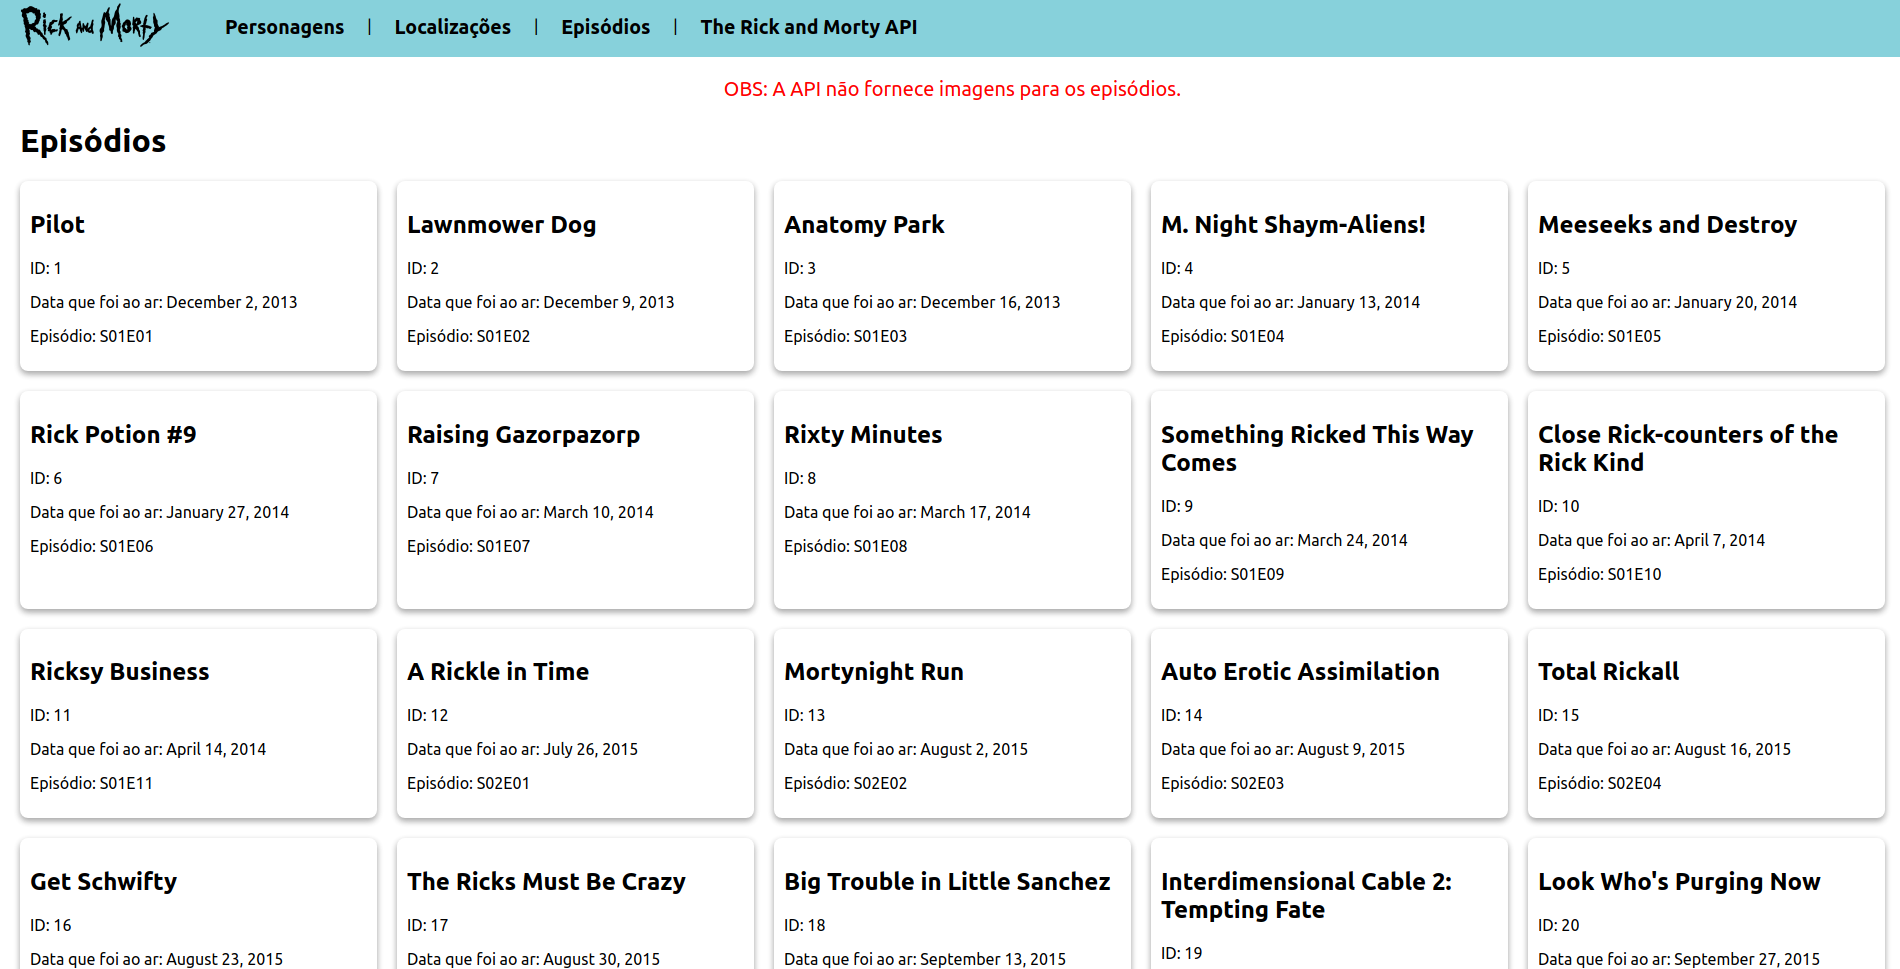 Rick and Morty
Personagens | Localizações | Episódios | The Rick and Morty API
OBS: A API não fornece imagens para os episódios.
Episódios
Pilot
ID: 1
Data que foi ao ar: December 2, 2013
Episódio: S01E01
Lawnmower Dog
ID: 2
Data que foi ao ar: December 9, 2013
Episódio: S01E02
Anatomy Park
ID: 3
Data que foi ao ar: December 16, 2013
Episódio: S01E03
M. Night Shaym-Aliens!
ID: 4
Data que foi ao ar: January 13, 2014
Episódio: S01E04
Meeseeks and Destroy
ID: 5
Data que foi ao ar: January 20, 2014
Episódio: S01E05
Rick Potion #9
ID: 6
Data que foi ao ar: January 27, 2014
Episódio: S01E06
Raising Gazorpazorp
ID: 7
Data que foi ao ar: March 10, 2014
Episódio: S01E07
Rixty Minutes
ID: 8
Data que foi ao ar: March 17, 2014
Episódio: S01E08
Something Ricked This Way
Comes
ID: 9
Data que foi ao ar: March 24, 2014
Episódio: S01E09
Close Rick-counters of the
Rick Kind
ID: 10
Data que foi ao ar: April 7, 2014
Episódio: S01E10
Ricksy Business
ID: 11
Data que foi ao ar: April 14, 2014
Episódio: S01E11
A Rickle in Time
ID: 12
Data que foi ao ar: July 26, 2015
Episódio: S02E01
Mortynight Run
ID: 13
Data que foi ao ar: August 2, 2015
Episódio: S02E02
Auto Erotic Assimilation
ID: 14
Data que foi ao ar: August 9, 2015
Episódio: S02E03
Total Rickall
ID: 15
Data que foi ao ar: August 16, 2015
Episódio: S02E04
Get Schwifty
ID: 16
Data que foi ao ar: August 23, 2015
The Ricks Must Be Crazy
ID: 17
Data que foi ao ar: August 30, 2015
Big Trouble in Little Sanchez
ID: 18
Data que foi ao ar: September 13, 2015
Interdimensional Cable 2:
Tempting Fate
ID: 19
Look Who's Purging Now
ID: 20
Data que foi ao ar: September 27, 2015